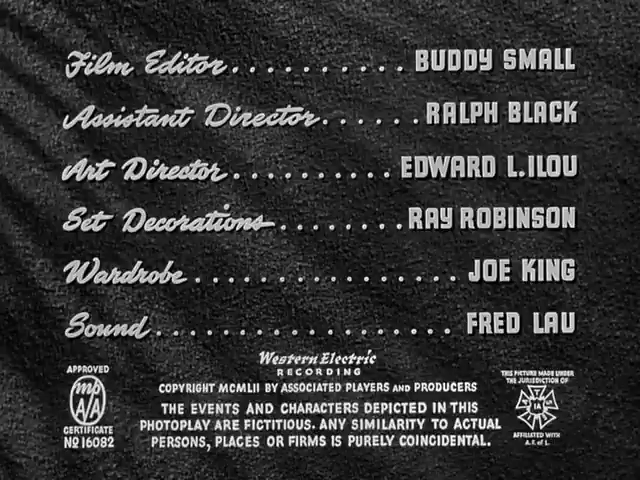 Film Editor.......... BUDDY SMALL
Assistant Director...... RALPH BLACK
Art Director.......... EDWARD L.ILOU
Set Decorations........ RAY ROBINSON
Wardrobe................ JOE KING
Sound.................. FRED LAU
Western Electric
RECORDING
COPYRIGHT MCMLII BY ASSOCIATED PLAYERS AND PRODUCERS
THE EVENTS AND CHARACTERS DEPICTED IN THIS
PHOTOPLAY ARE FICTITIOUS. ANY SIMILARITY TO ACTUAL
PERSONS, PLACES OR FIRMS IS PURELY COINCIDENTAL.
APPROVED
MPAA
CERTIFICATE
No 16082
THIS PICTURE MADE UNDER
THE JURISDICTION OF
IA
AFFILIATED WITH
A.F. of L.